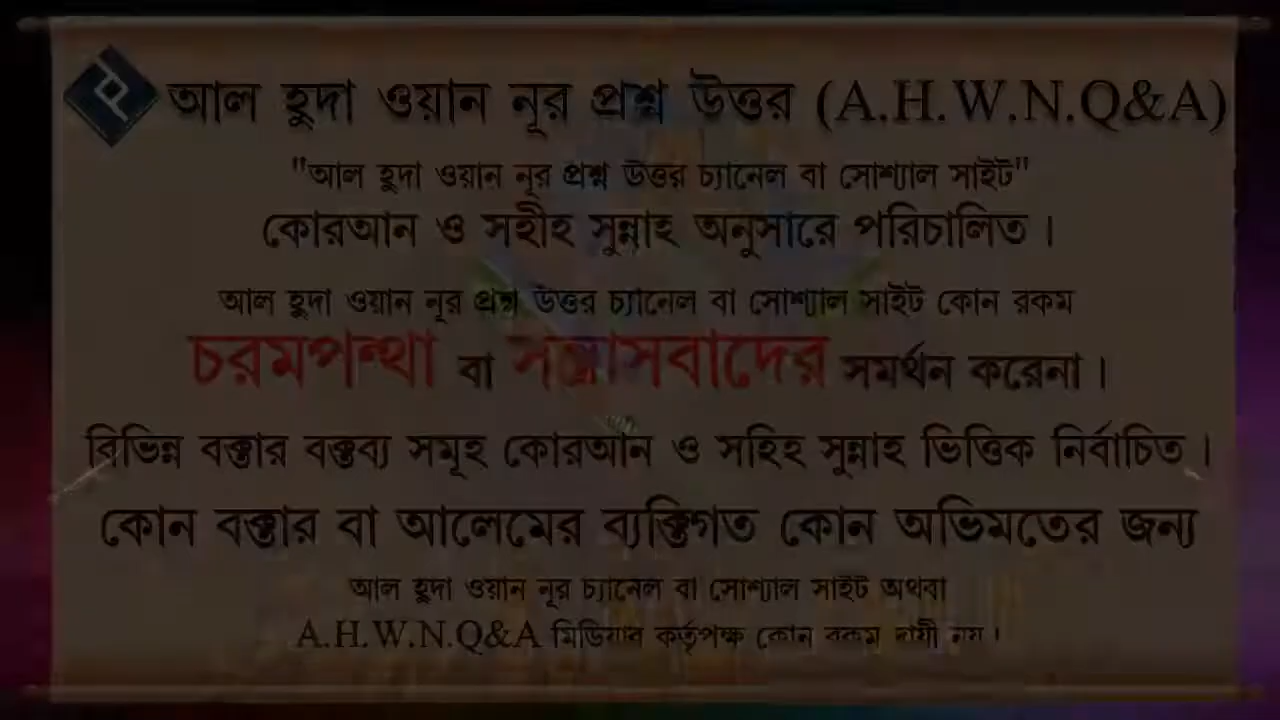 আল হুদা ওয়ান নূর প্রশ্ন উত্তর (A.H.W.N.Q&A)
"আল হুদা ওয়ান নূর প্রশ্ন উত্তর চ্যানেল বা সোশ্যাল সাইট"
কোরআন ও সহীহ সুন্নাহ অনুসারে পরিচালিত।
আল হুদা ওয়ান নূর প্রশ্ন উত্তর চ্যানেল বা সোশ্যাল সাইট কোন রকম
চরমপন্থা বা সন্ত্রাসবাদের সমর্থন করেনা।
বিভিন্ন বক্তার বক্তব্য সমূহ কোরআন ও সহিহ সুন্নাহ ভিত্তিক নির্বাচিত।
কোন বক্তার বা আলেমের ব্যক্তিগত কোন অভিমতের জন্য
আল হুদা ওয়ান নূর চ্যানেল বা সোশ্যাল সাইট অথবা
A.H.W.N.Q&A মিডিয়ার কর্তৃপক্ষ কোন রকম দায়ী নয়।